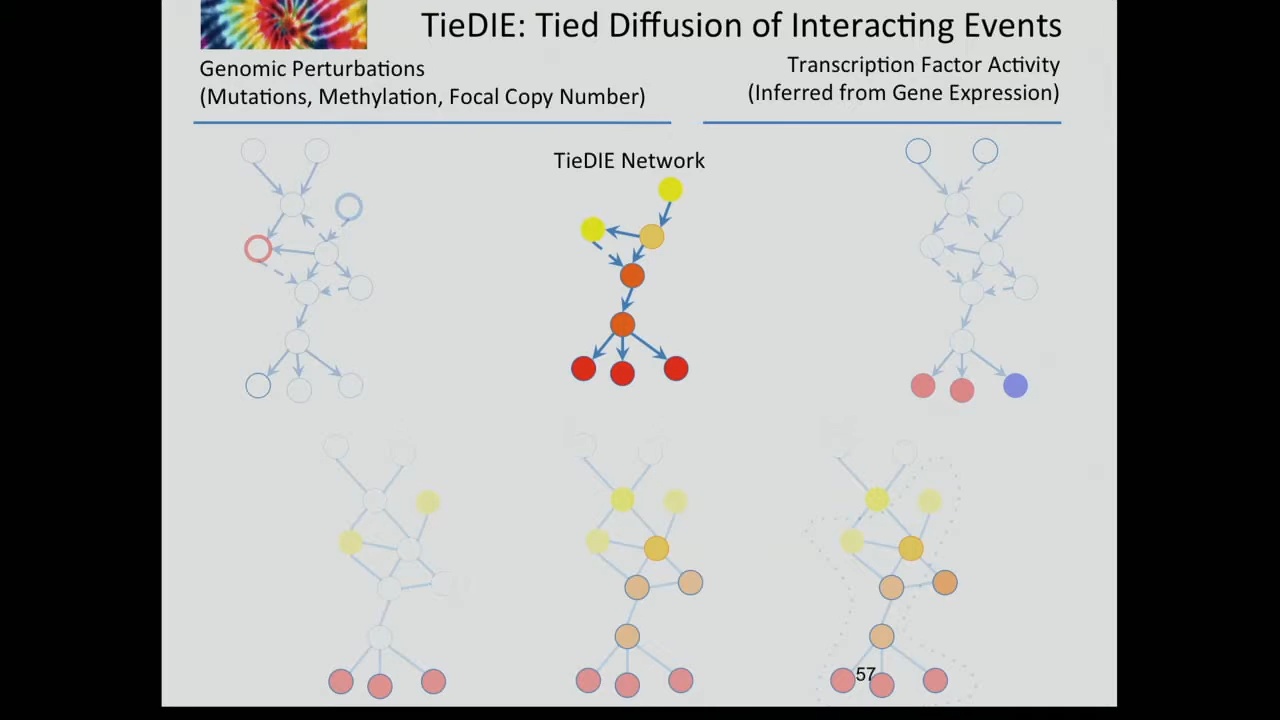 TieDIE: Tied Diffusion of Interacting Events
Genomic Perturbations
(Mutations, Methylation, Focal Copy Number)
Transcription Factor Activity
(Inferred from Gene Expression)
TieDIE Network
57